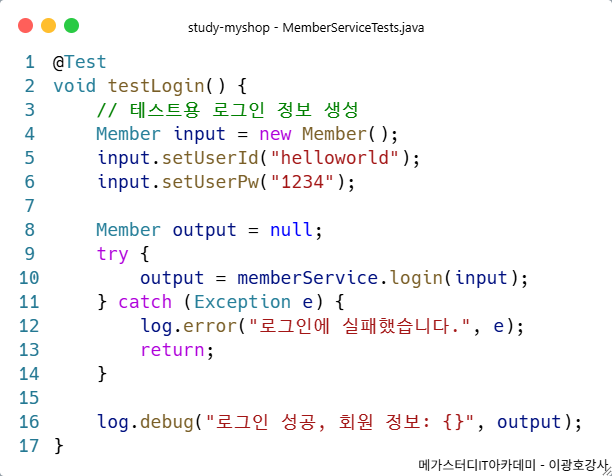 study-myshop - MemberServiceTests.java
1 @Test
2 void testLogin() {
3     // 테스트용 로그인 정보 생성
4     Member input = new Member();
5     input.setUserId("helloworld");
6     input.setUserPw("1234");
7
8     Member output = null;
9     try {
10         output = memberService.login(input);
11     } catch (Exception e) {
12         log.error("로그인에 실패했습니다.", e);
13         return;
14     }
15
16     log.debug("로그인 성공, 회원 정보: {}", output);
17 }
메가스터디IT아카데미 - 이광호강사